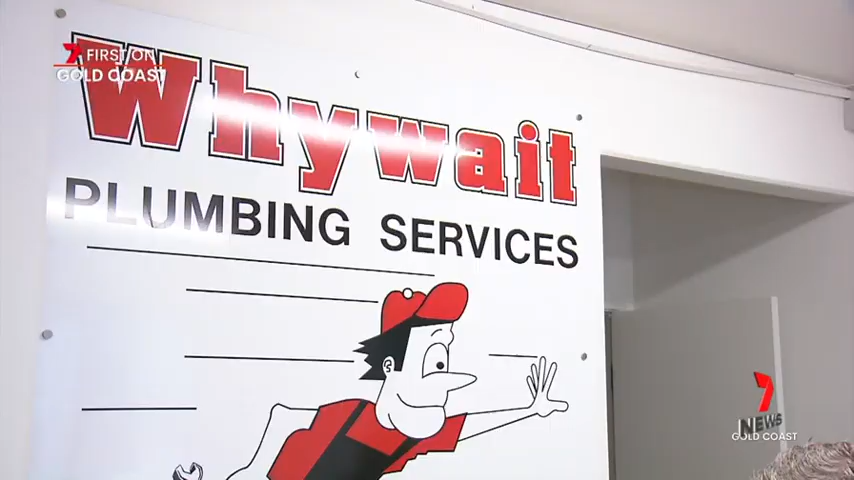 7 FIRST ON
GOLD COAST
Whywait
PLUMBING SERVICES
7
NEWS
GOLD COAST